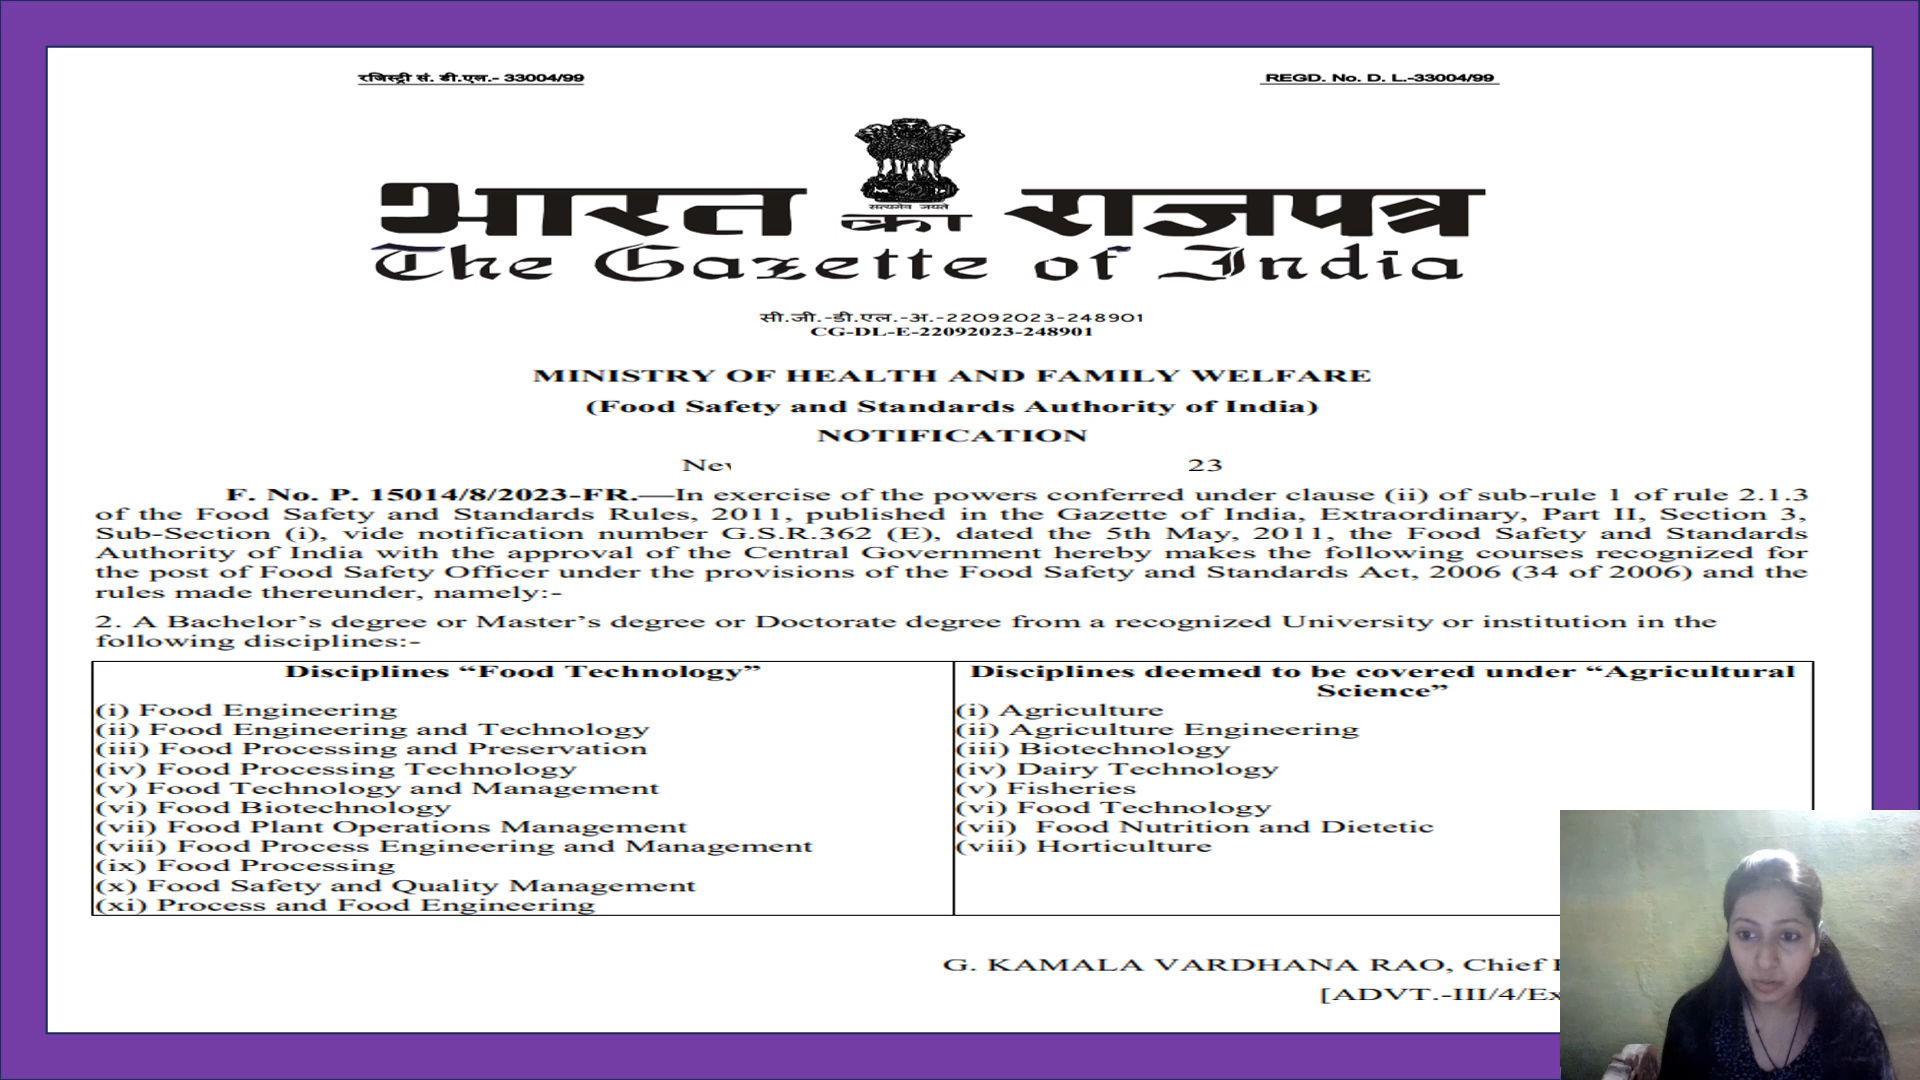 रजिस्ट्री सं. डी.एल.- 33004/99
REGD. No. D. L.-33004/99
सत्यमेव जयते
भारत का राजपत्र
The Gazette of India
सी.जी.-डी.एल.-अ.-22092023-248901
CG-DL-E-22092023-248901
MINISTRY OF HEALTH AND FAMILY WELFARE
(Food Safety and Standards Authority of India)
NOTIFICATION
23
F. No. P. 15014/8/2023-FR.—In exercise of the powers conferred under clause (ii) of sub-rule 1 of rule 2.1.3
of the Food Safety and Standards Rules, 2011, published in the Gazette of India, Extraordinary, Part II, Section 3,
Sub-Section (i), vide notification number G.S.R.362 (E), dated the 5th May, 2011, the Food Safety and Standards
Authority of India with the approval of the Central Government hereby makes the following courses recognized for
the post of Food Safety Officer under the provisions of the Food Safety and Standards Act, 2006 (34 of 2006) and the
rules made thereunder, namely:-
2. A Bachelor’s degree or Master’s degree or Doctorate degree from a recognized University or institution in the
following disciplines:-
Disciplines “Food Technology”
(i) Food Engineering
(ii) Food Engineering and Technology
(iii) Food Processing and Preservation
(iv) Food Processing Technology
(v) Food Technology and Management
(vi) Food Biotechnology
(vii) Food Plant Operations Management
(viii) Food Process Engineering and Management
(ix) Food Processing
(x) Food Safety and Quality Management
(xi) Process and Food Engineering
Disciplines deemed to be covered under “Agricultural
Science”
(i) Agriculture
(ii) Agriculture Engineering
(iii) Biotechnology
(iv) Dairy Technology
(v) Fisheries
(vi) Food Technology
(vii) Food Nutrition and Dietetic
(viii) Horticulture
G. KAMALA VARDHANA RAO, Chief
[ADVT.-III/4/Ex